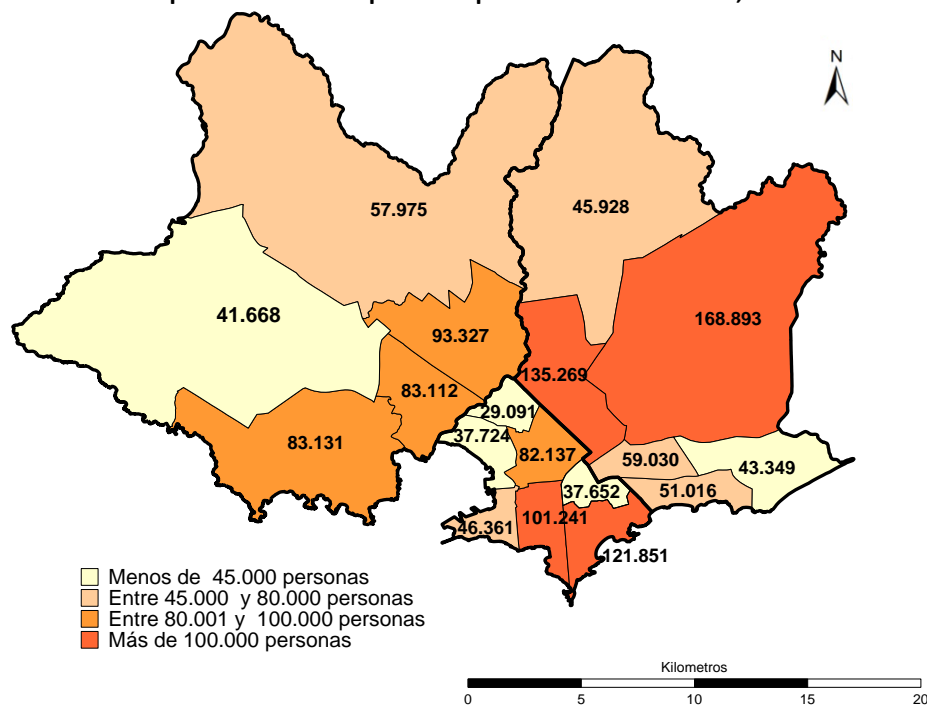 N
57.975
45.928
41.668
168.893
93.327
135.269
83.112
29.091
37.724
83.131
82.137
59.030
43.349
37.652
51.016
46.361
101.241
121.851
Menos de 45.000 personas
Entre 45.000 y 80.000 personas
Entre 80.001 y 100.000 personas
Más de 100.000 personas
Kilometros
0 5 10 15 20